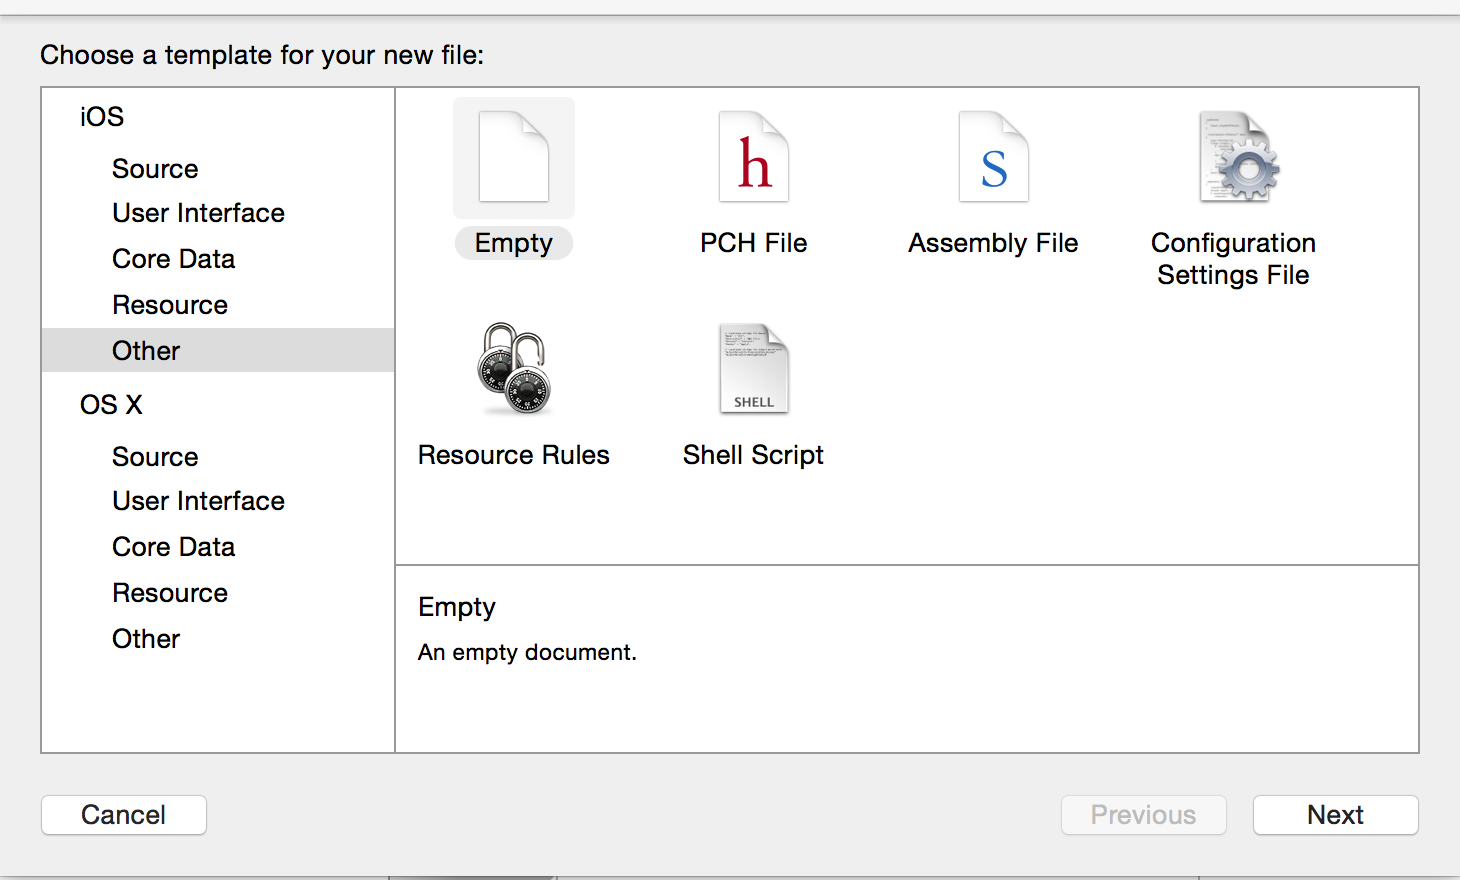 Choose a template for your new file:
iOS
Source
User Interface
Core Data
Resource
Other
OS X
Source
User Interface
Core Data
Resource
Other
h
S
Empty
PCH File
Assembly File
Configuration
Settings File
SHELL
Resource Rules
Shell Script
Empty
An empty document.
Cancel
Previous
Next